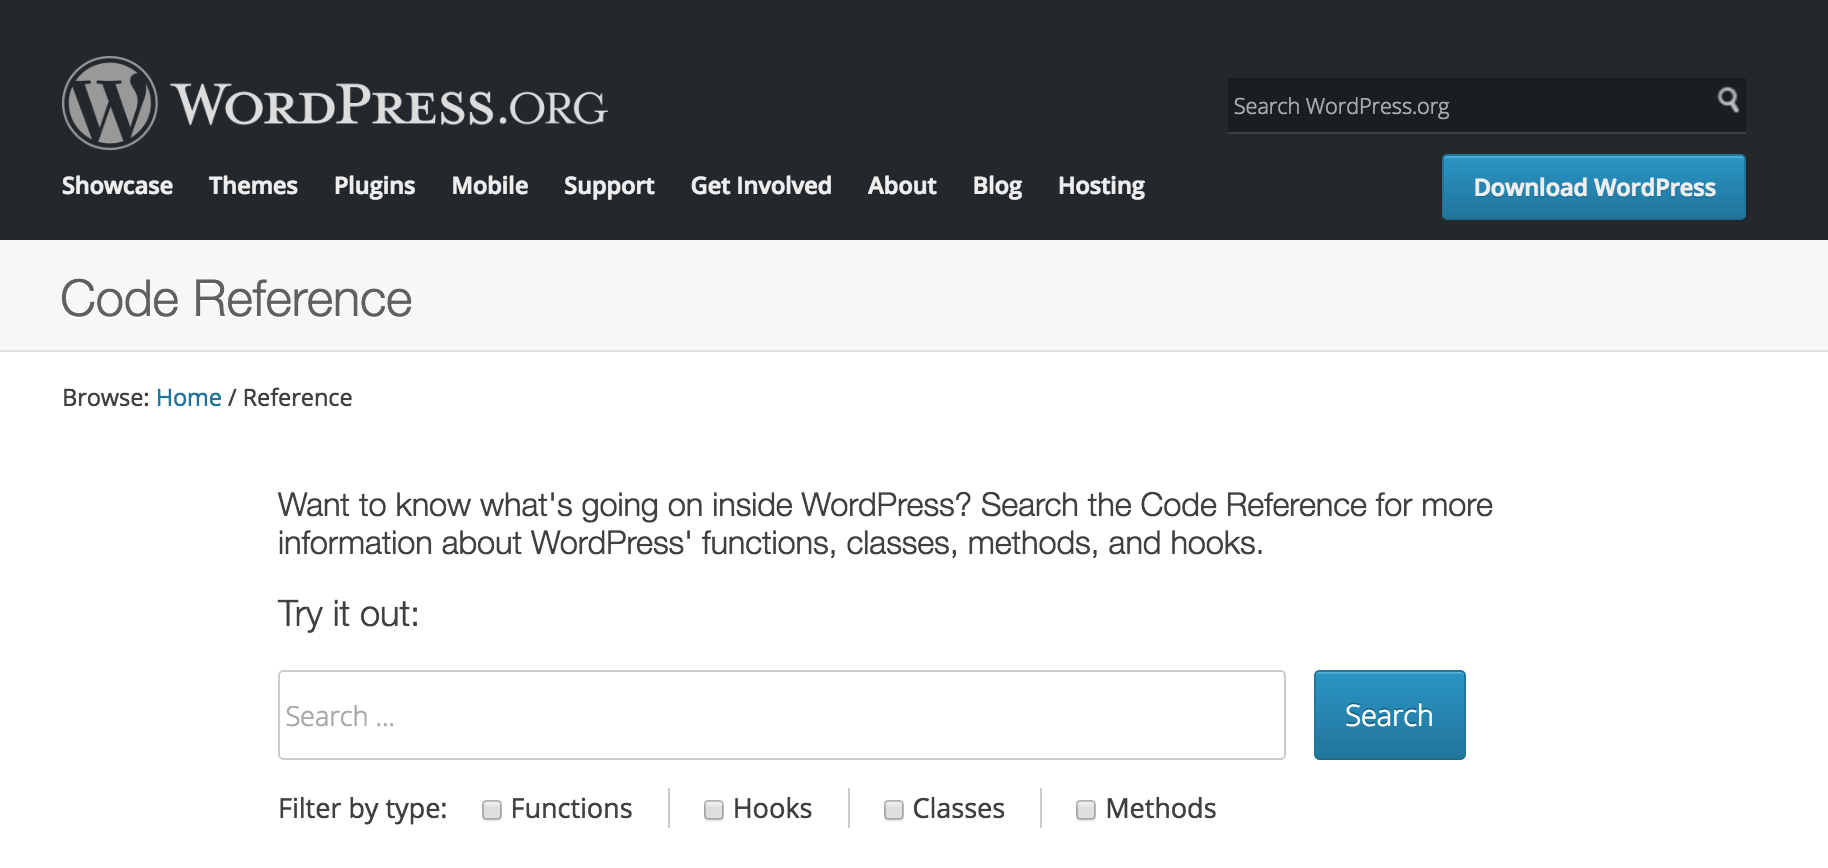 WORDPRESS.ORG
Search WordPress.org
Showcase Themes Plugins Mobile Support Get Involved About Blog Hosting
Download WordPress
Code Reference
Browse: Home / Reference
Want to know what's going on inside WordPress? Search the Code Reference for more
information about WordPress' functions, classes, methods, and hooks.
Try it out:
Search ...
Search
Filter by type: Functions Hooks Classes Methods